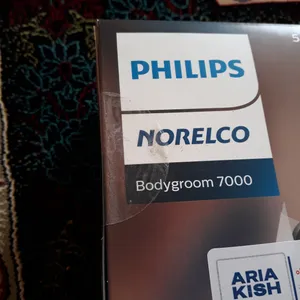 PHILIPS
NORELCO
Bodygroom 7000
ARIA
KISH